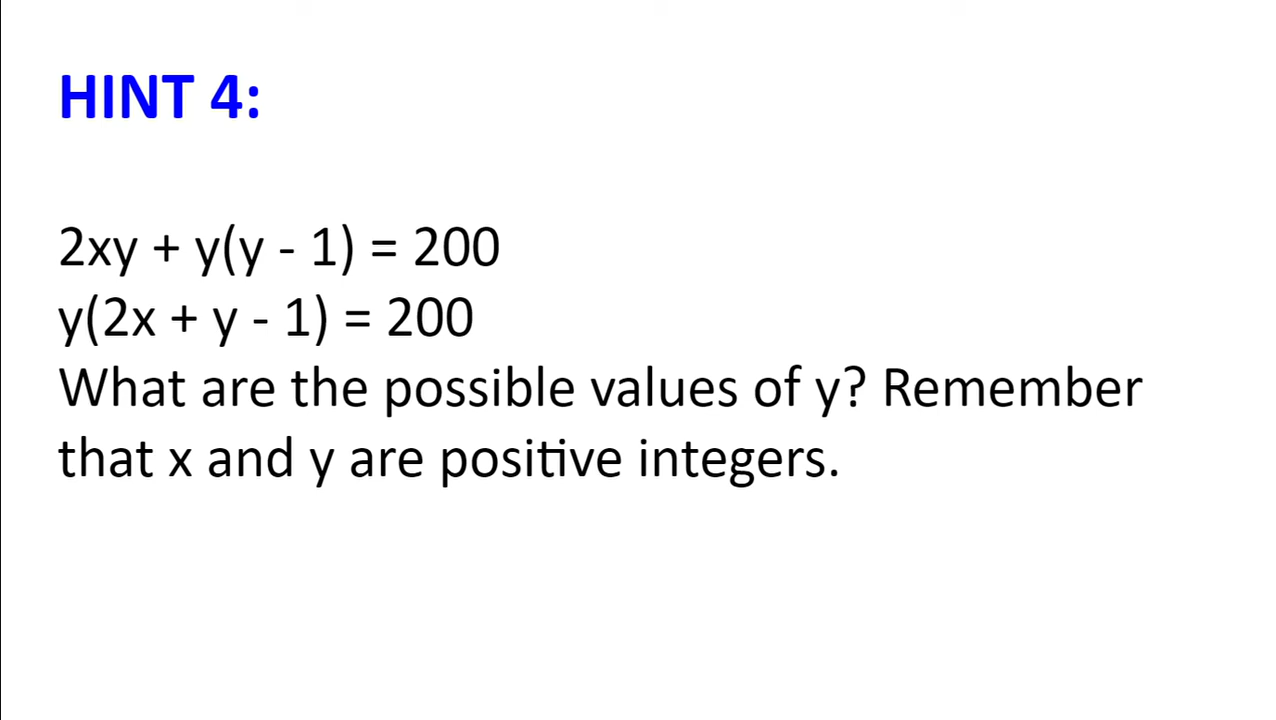 HINT 4:
2xy + y(y - 1) = 200
y(2x + y - 1) = 200
What are the possible values of y? Remember
that x and y are positive integers.